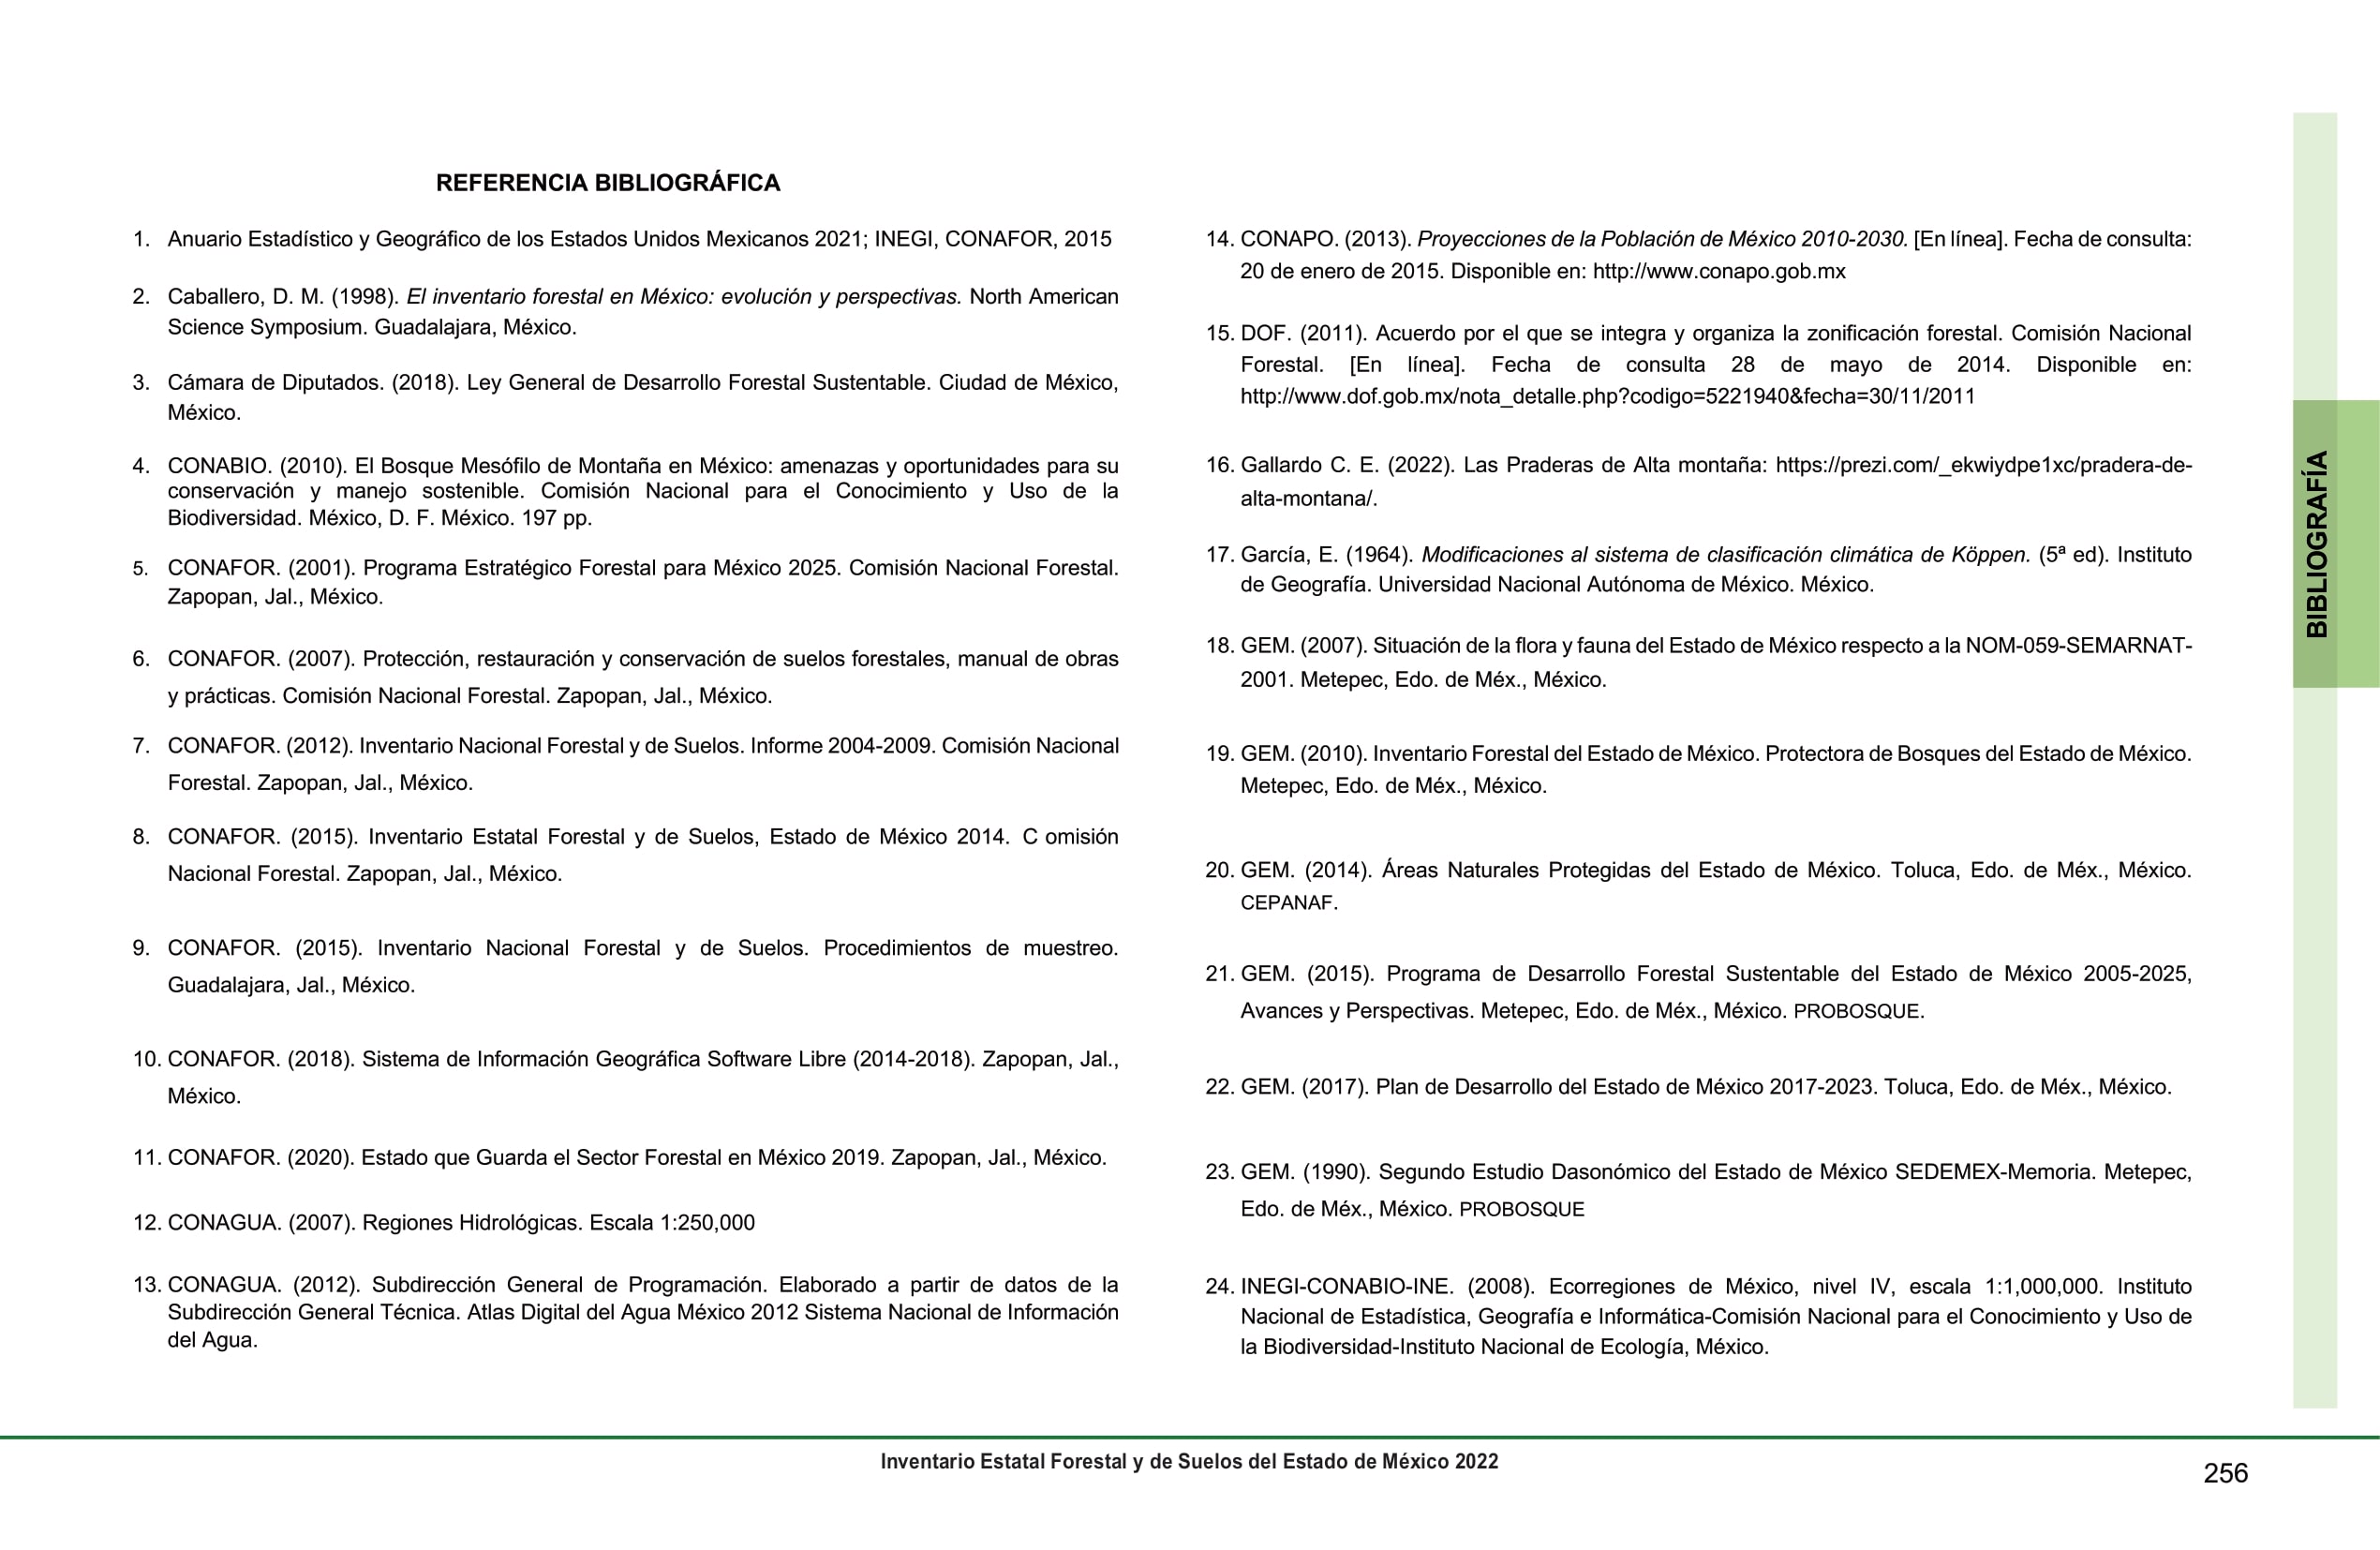 REFERENCIA BIBLIOGRÁFICA
1. Anuario Estadístico y Geográfico de los Estados Unidos Mexicanos 2021; INEGI, CONAFOR, 2015
2. Caballero, D. M. (1998). El inventario forestal en México: evolución y perspectivas. North American
Science Symposium. Guadalajara, México.
3. Cámara de Diputados. (2018). Ley General de Desarrollo Forestal Sustentable. Ciudad de México,
México.
4. CONABIO. (2010). El Bosque Mesófilo de Montaña en México: amenazas y oportunidades para su
conservación y manejo sostenible. Comisión Nacional para el Conocimiento y Uso de la
Biodiversidad. México, D. F. México. 197 pp.
5. CONAFOR. (2001). Programa Estratégico Forestal para México 2025. Comisión Nacional Forestal.
Zapopan, Jal., México.
6. CONAFOR. (2007). Protección, restauración y conservación de suelos forestales, manual de obras
y prácticas. Comisión Nacional Forestal. Zapopan, Jal., México.
7. CONAFOR. (2012). Inventario Nacional Forestal y de Suelos. Informe 2004-2009. Comisión Nacional
Forestal. Zapopan, Jal., México.
8. CONAFOR. (2015). Inventario Estatal Forestal y de Suelos, Estado de México 2014. C omisión
Nacional Forestal. Zapopan, Jal., México.
9. CONAFOR. (2015). Inventario Nacional Forestal y de Suelos. Procedimientos de muestreo.
Guadalajara, Jal., México.
10. CONAFOR. (2018). Sistema de Información Geográfica Software Libre (2014-2018). Zapopan, Jal.,
México.
11. CONAFOR. (2020). Estado que Guarda el Sector Forestal en México 2019. Zapopan, Jal., México.
12. CONAGUA. (2007). Regiones Hidrológicas. Escala 1:250,000
13. CONAGUA. (2012). Subdirección General de Programación. Elaborado a partir de datos de la
Subdirección General Técnica. Atlas Digital del Agua México 2012 Sistema Nacional de Información
del Agua.
14. CONAPO. (2013). Proyecciones de la Población de México 2010-2030. [En línea]. Fecha de consulta:
20 de enero de 2015. Disponible en: http://www.conapo.gob.mx
15. DOF. (2011). Acuerdo por el que se integra y organiza la zonificación forestal. Comisión Nacional
Forestal. [En línea]. Fecha de consulta 28 de mayo de 2014. Disponible en:
http://www.dof.gob.mx/nota_detalle.php?codigo=5221940&fecha=30/11/2011
16. Gallardo C. E. (2022). Las Praderas de Alta montaña: https://prezi.com/_ekwiydpe1xc/pradera-de-
alta-montana/.
17. García, E. (1964). Modificaciones al sistema de clasificación climática de Köppen. (5ª ed). Instituto
de Geografía. Universidad Nacional Autónoma de México. México.
18. GEM. (2007). Situación de la flora y fauna del Estado de México respecto a la NOM-059-SEMARNAT-
2001. Metepec, Edo. de Méx., México.
19. GEM. (2010). Inventario Forestal del Estado de México. Protectora de Bosques del Estado de México.
Metepec, Edo. de Méx., México.
20. GEM. (2014). Áreas Naturales Protegidas del Estado de México. Toluca, Edo. de Méx., México.
CEPANAF.
21. GEM. (2015). Programa de Desarrollo Forestal Sustentable del Estado de México 2005-2025,
Avances y Perspectivas. Metepec, Edo. de Méx., México. PROBOSQUE.
22. GEM. (2017). Plan de Desarrollo del Estado de México 2017-2023. Toluca, Edo. de Méx., México.
23. GEM. (1990). Segundo Estudio Dasonómico del Estado de México SEDEMEX-Memoria. Metepec,
Edo. de Méx., México. PROBOSQUE
24. INEGI-CONABIO-INE. (2008). Ecorregiones de México, nivel IV, escala 1:1,000,000. Instituto
Nacional de Estadística, Geografía e Informática-Comisión Nacional para el Conocimiento y Uso de
la Biodiversidad-Instituto Nacional de Ecología, México.
BIBLIOGRAFÍA
Inventario Estatal Forestal y de Suelos del Estado de México 2022
256